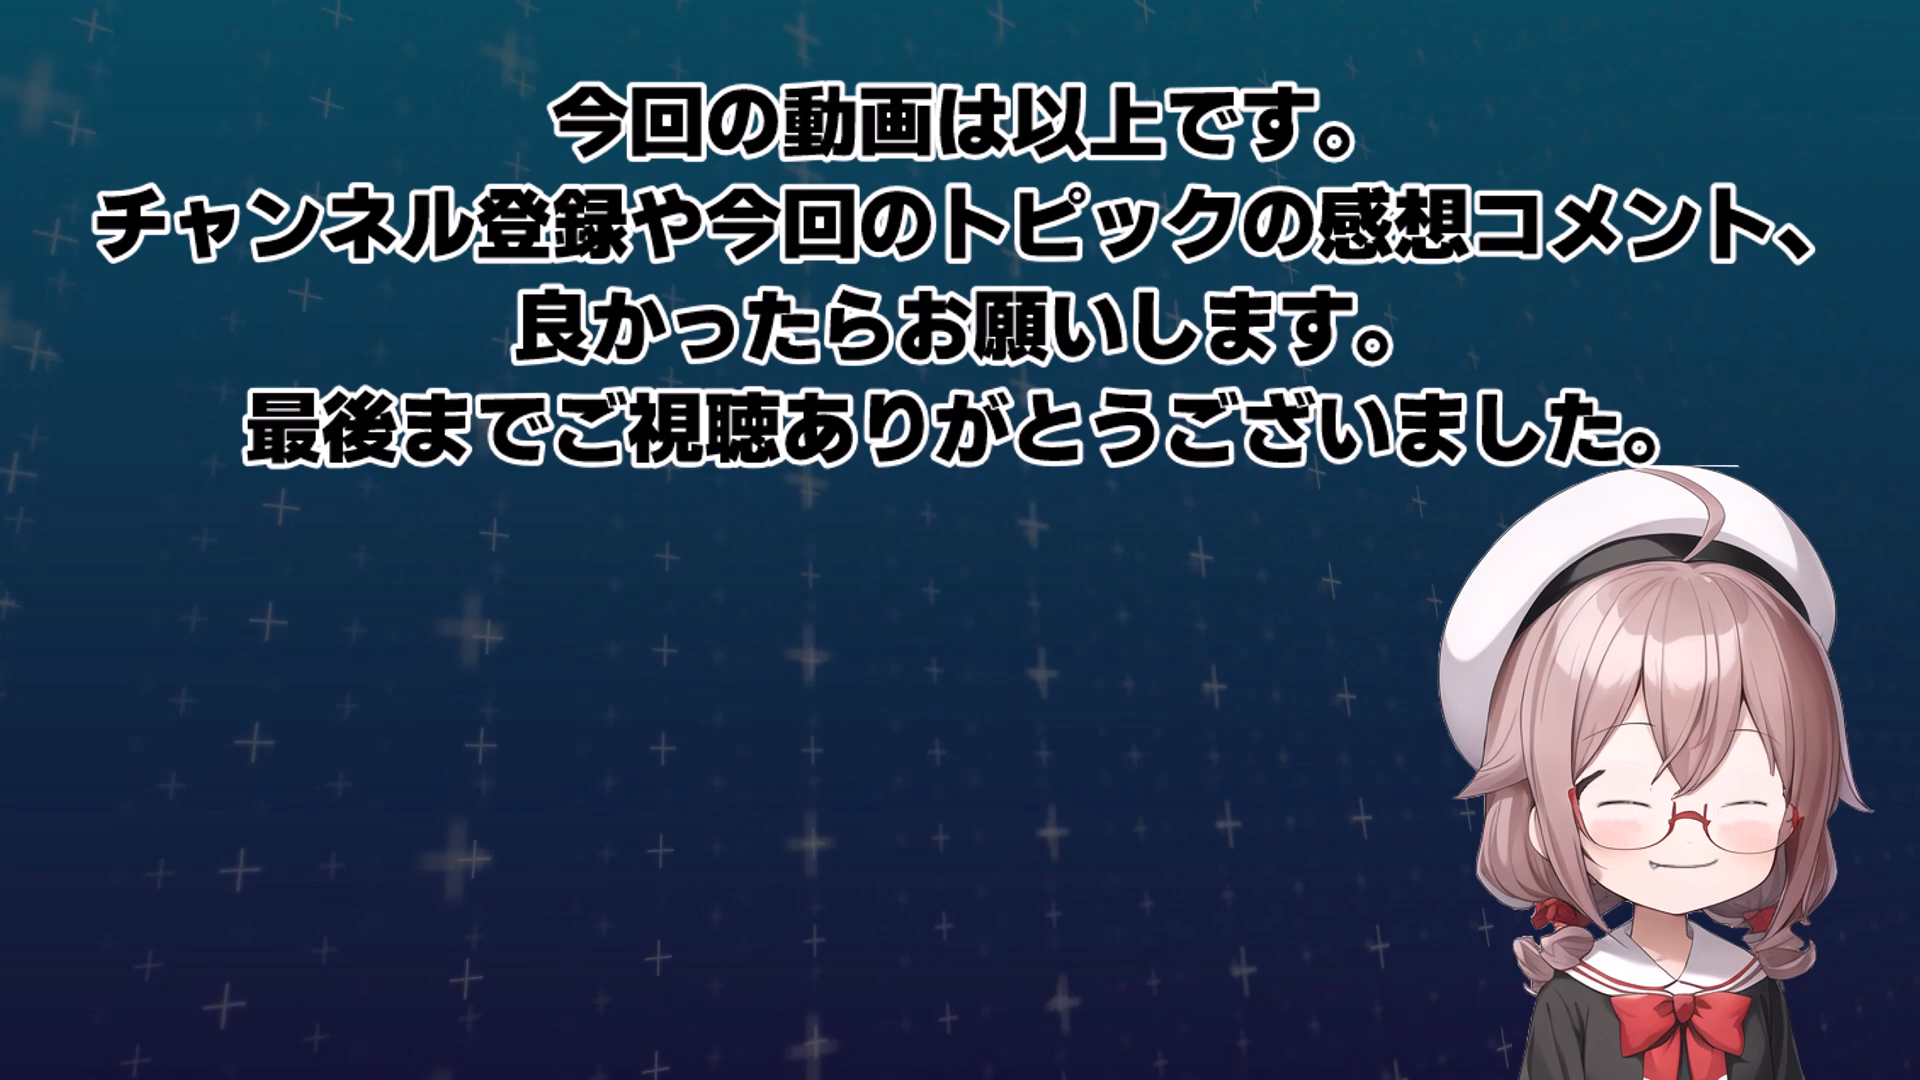 今回の動画は以上です。
チャンネル登録や今回のトピックの感想コメント、
良かったらお願いします。
最後までご視聴ありがとうございました。